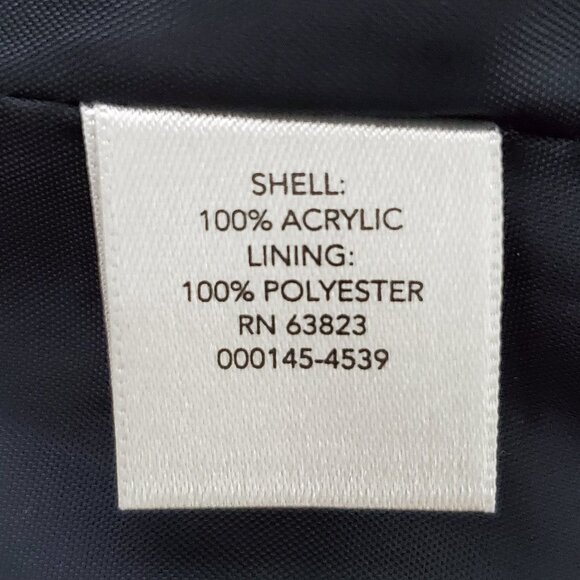 SHELL:
100% ACRYLIC
LINING:
100% POLYESTER
RN 63823
000145-4539